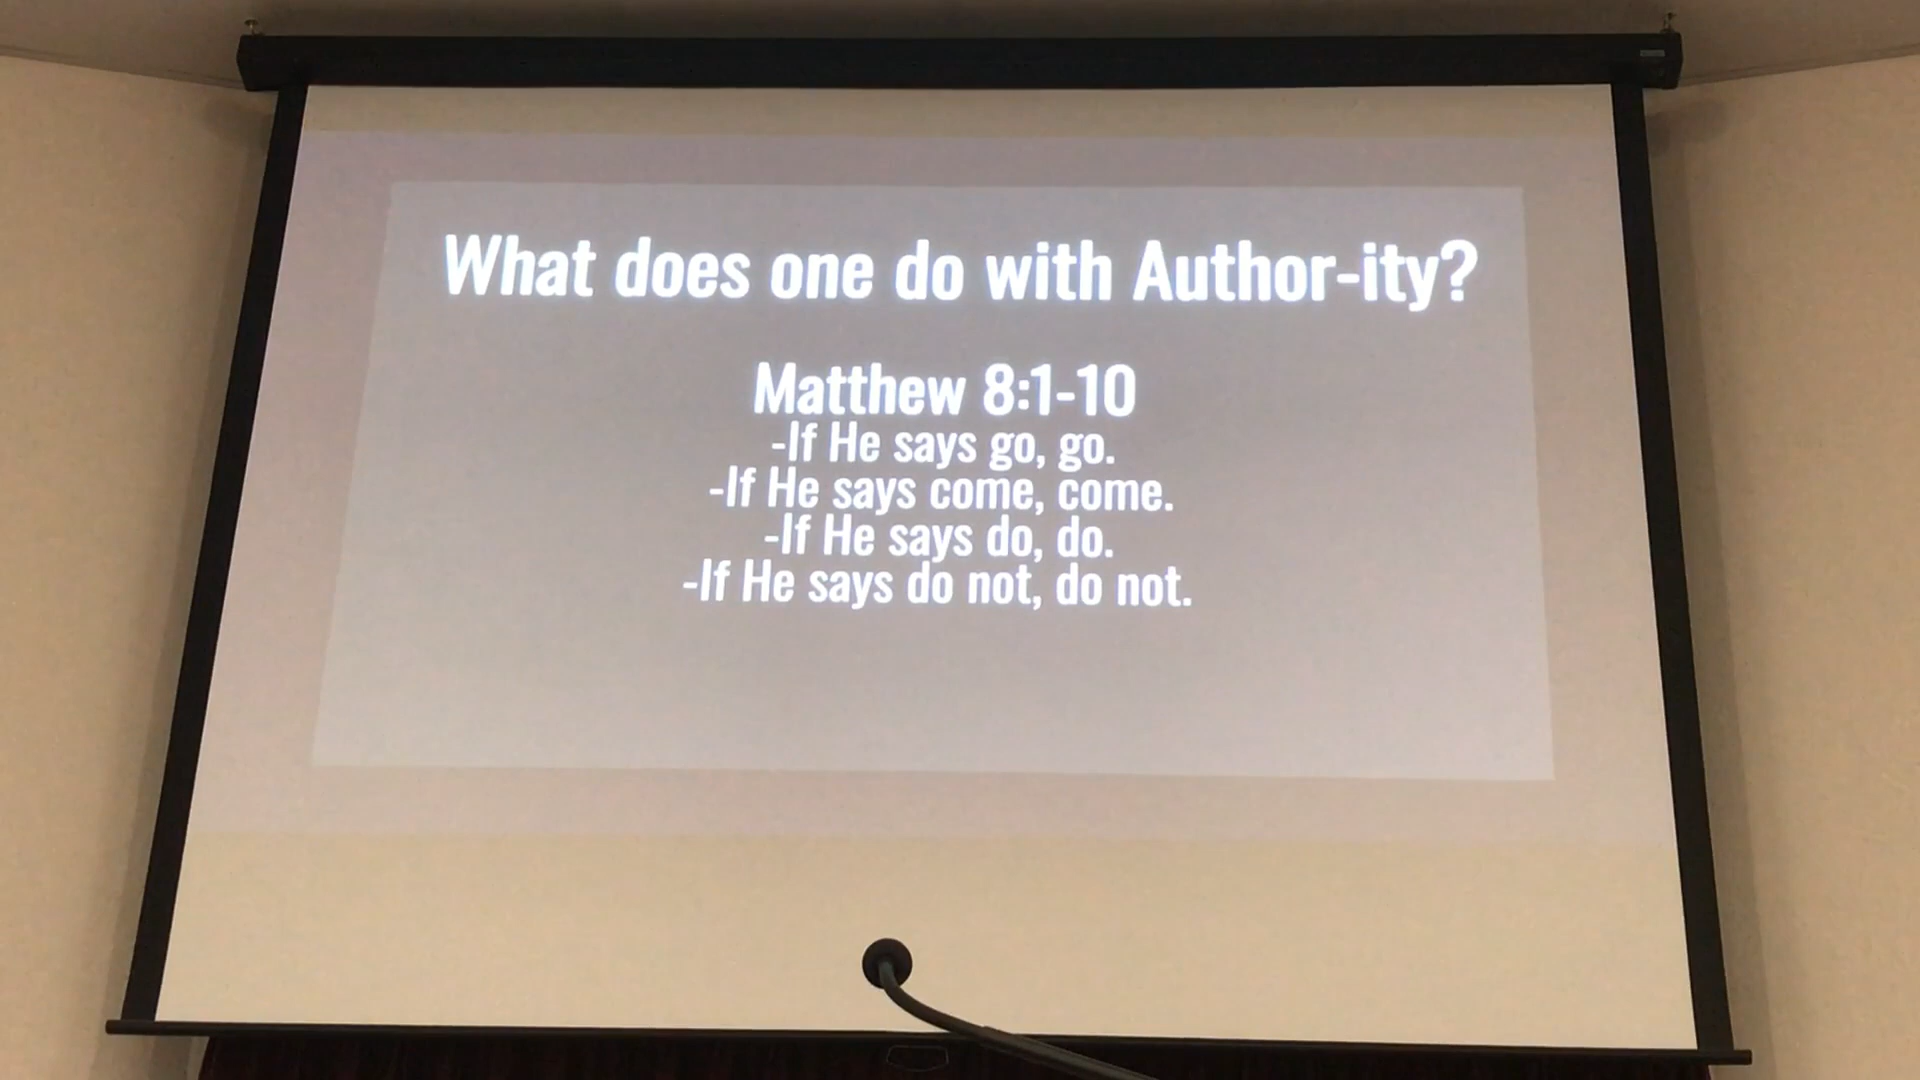 What does one do with Author-ity?
Matthew 8:1-10
-If He says go, go.
-If He says come, come.
-If He says do, do.
-If He says do not, do not.